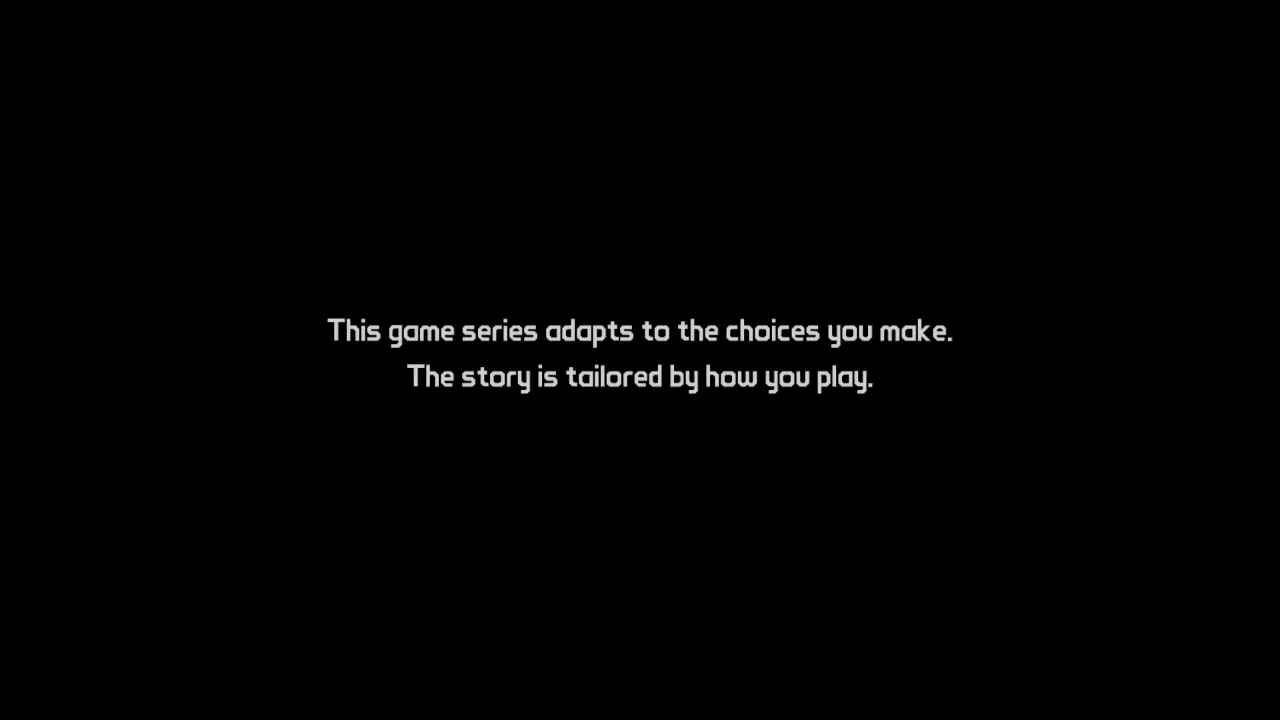 This game series adapts to the choices you make.
The story is tailored by how you play.